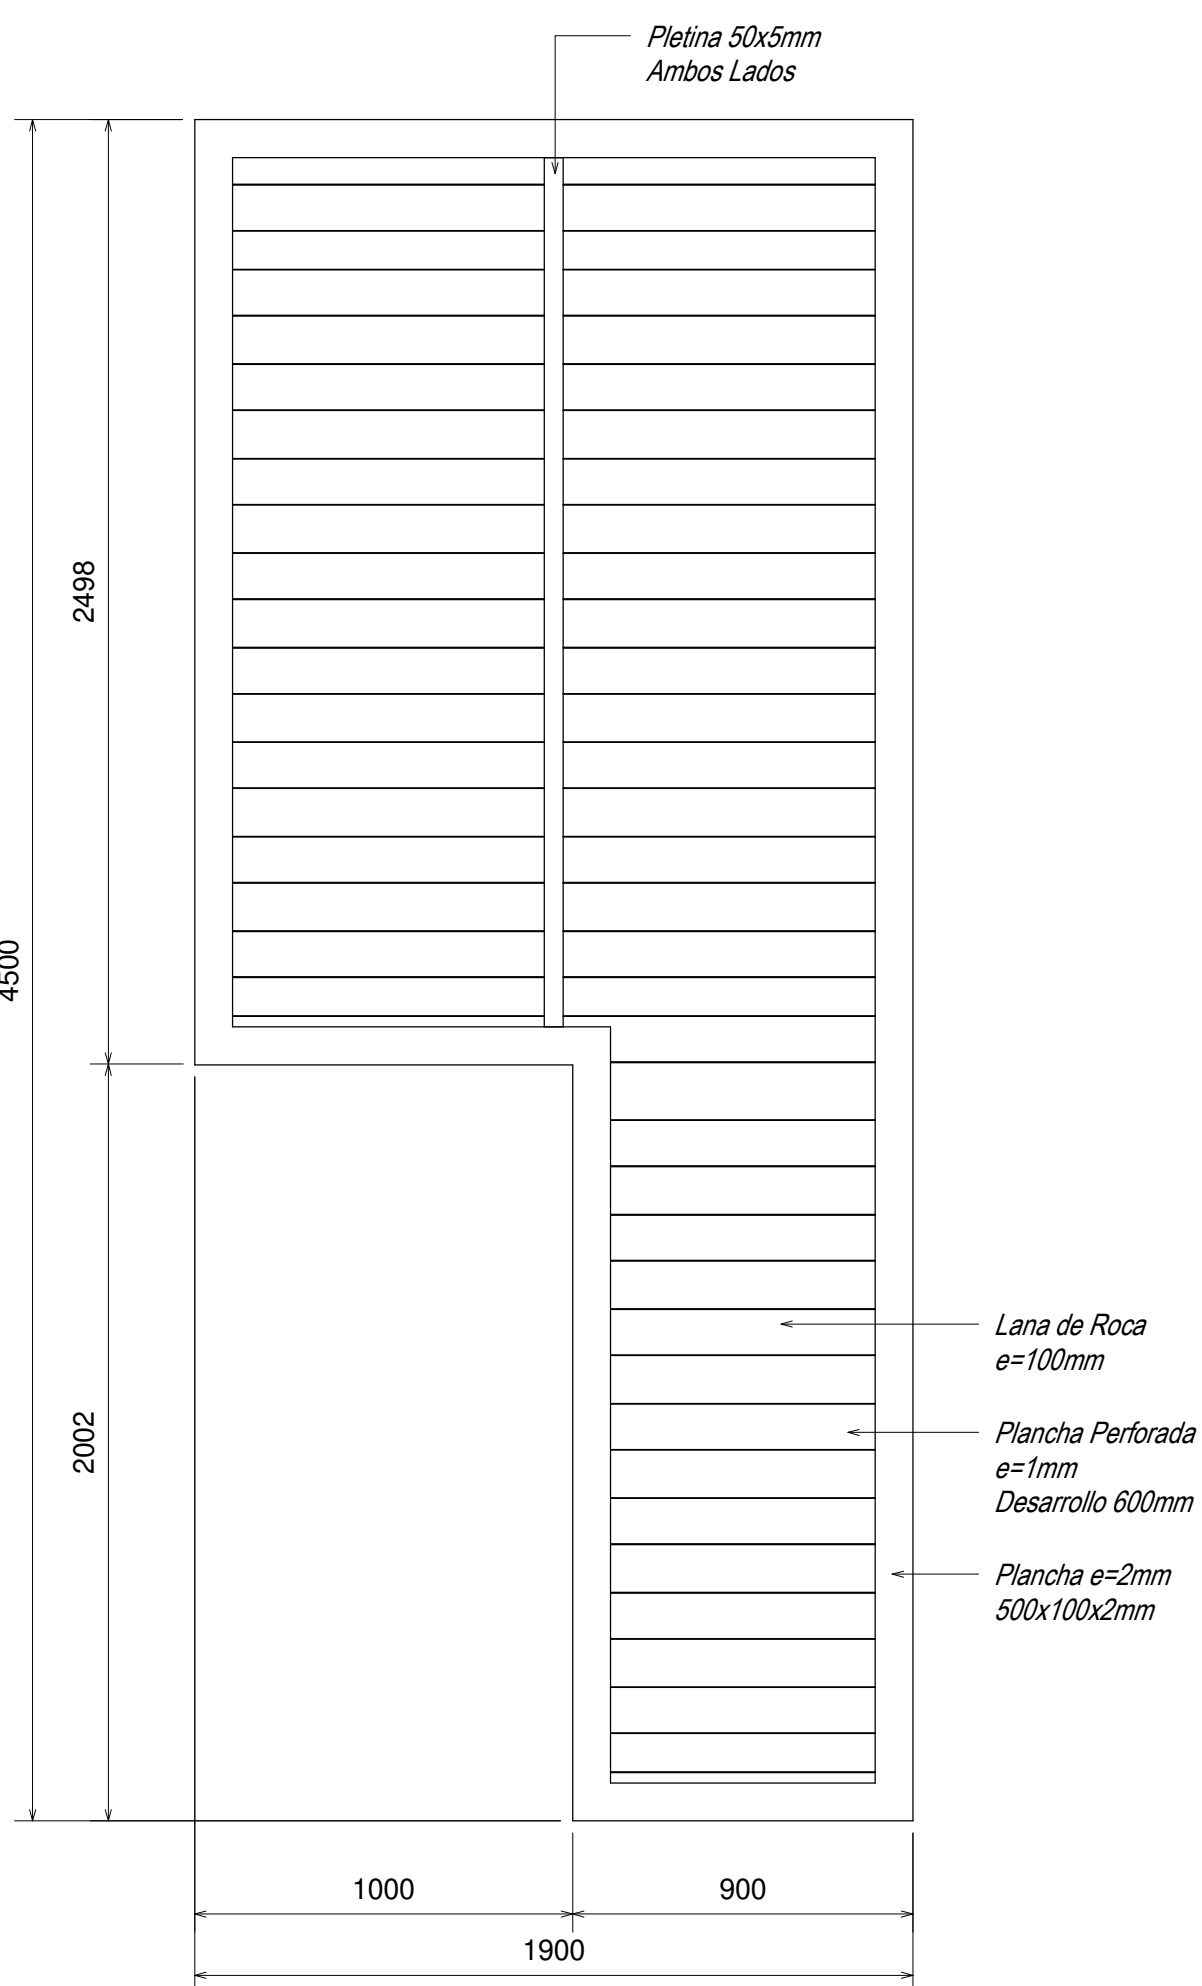 Pletina 50x5mm
Ambos Lados
2498
4500
2002
Lana de Roca
e=100mm
Plancha Perforada
e=1mm
Desarrollo 600mm
Plancha e=2mm
500x100x2mm
1000
900
1900